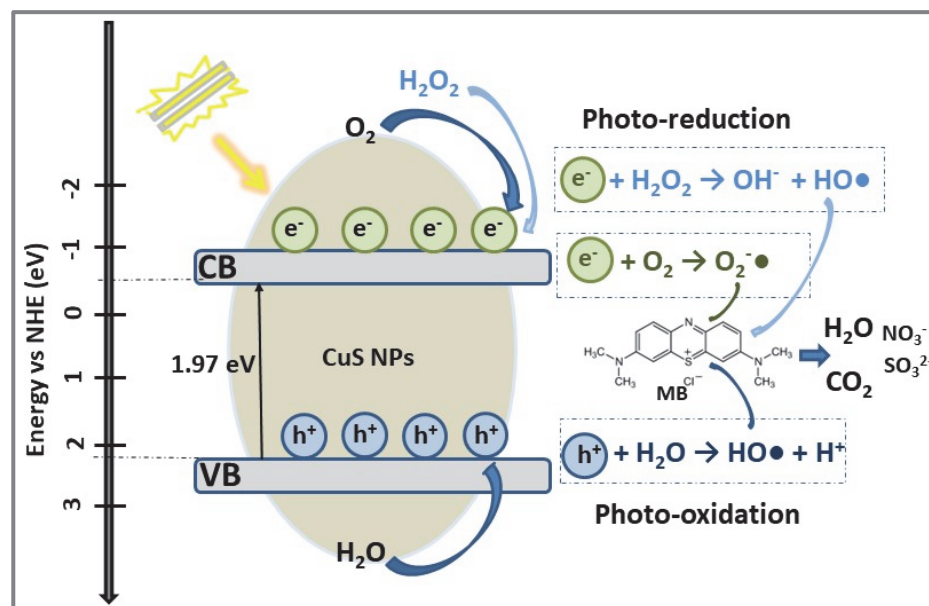 Energy vs NHE (eV)
-2
-1
0
1
2
3
H₂O₂
O₂
e⁻ e⁻ e⁻ e⁻
CB
1.97 eV
CuS NPs
h⁺ h⁺ h⁺ h⁺
VB
H₂O
Photo-reduction
e⁻ + H₂O₂ → OH⁻ + HO●
e⁻ + O₂ → O₂⁻●
N
H₃C N S⁺ N CH₃
CH₃ Cl⁻ CH₃
MB
H₂O NO₃⁻
CO₂ SO₃²⁻
h⁺ + H₂O → HO● + H⁺
Photo-oxidation